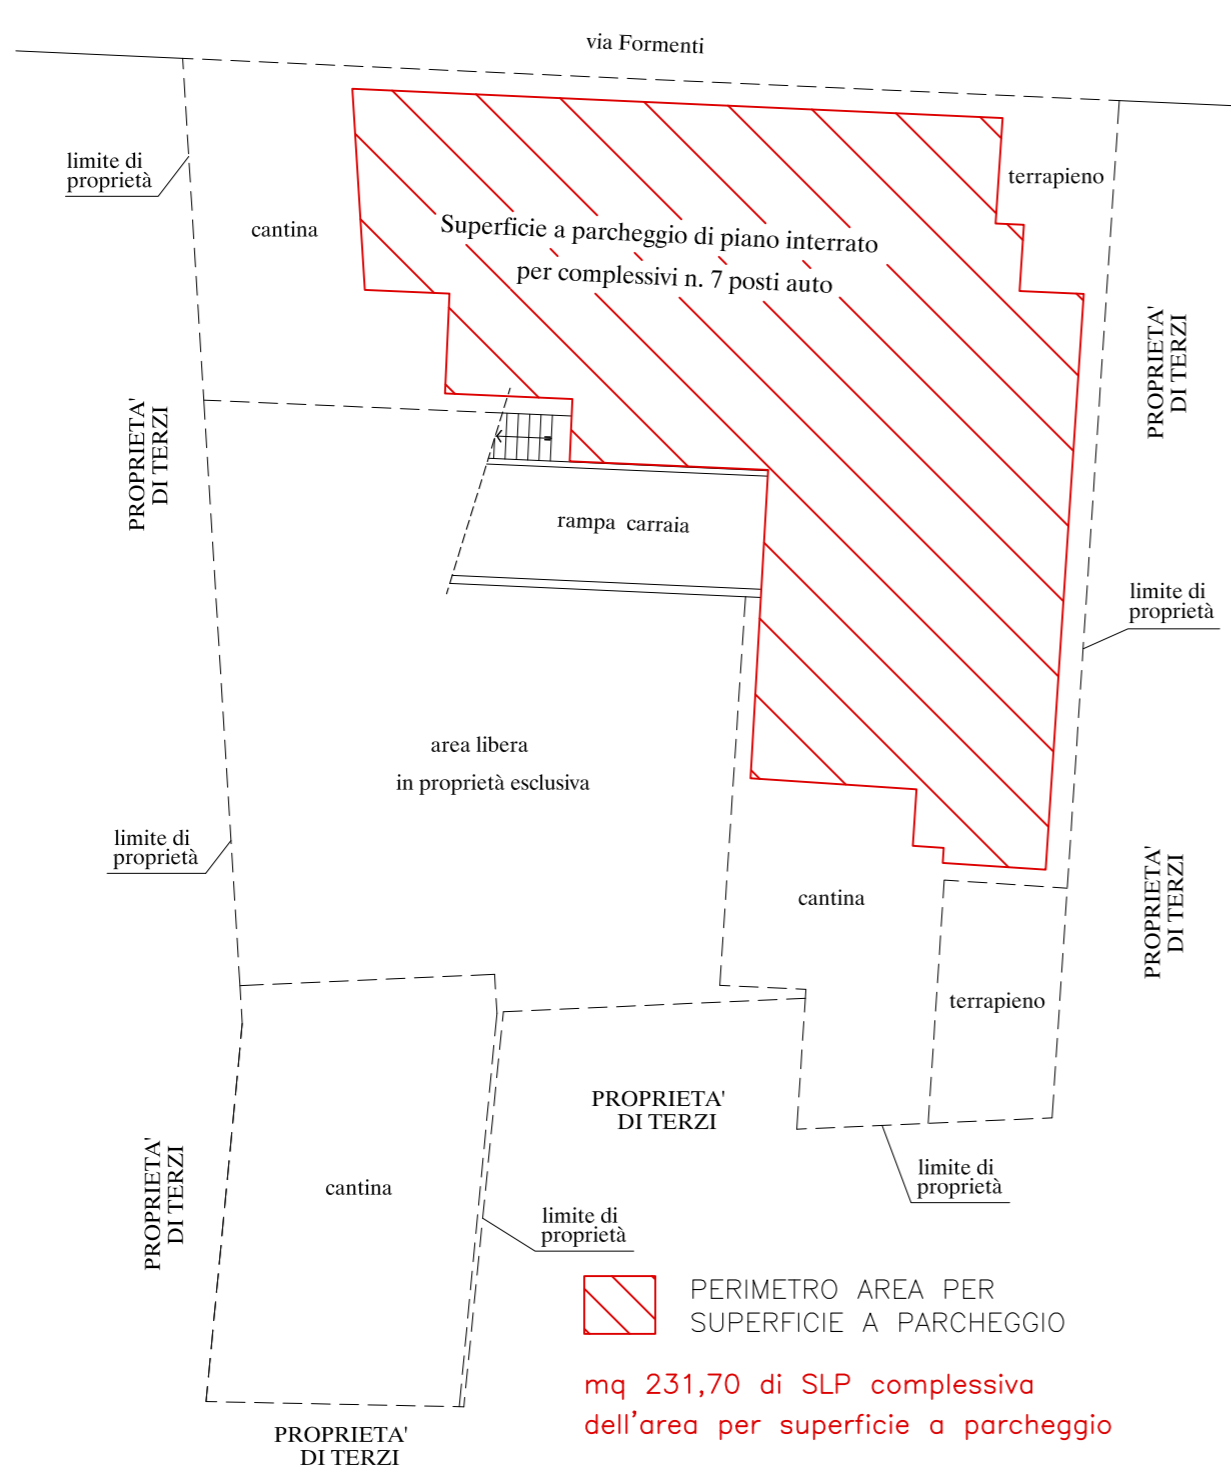 via Formenti
limite di
proprietà
terrapieno
cantina
Superficie a parcheggio di piano interrato
per complessivi n. 7 posti auto
PROPRIETA'
DI TERZI
PROPRIETA'
DI TERZI
rampa carraia
limite di
proprietà
area libera
in proprietà esclusiva
limite di
proprietà
cantina
PROPRIETA'
DI TERZI
terrapieno
PROPRIETA'
DI TERZI
PROPRIETA'
DI TERZI
cantina
limite di
proprietà
limite di
proprietà
PERIMETRO AREA PER
SUPERFICIE A PARCHEGGIO
mq 231,70 di SLP complessiva
dell'area per superficie a parcheggio
PROPRIETA'
DI TERZI